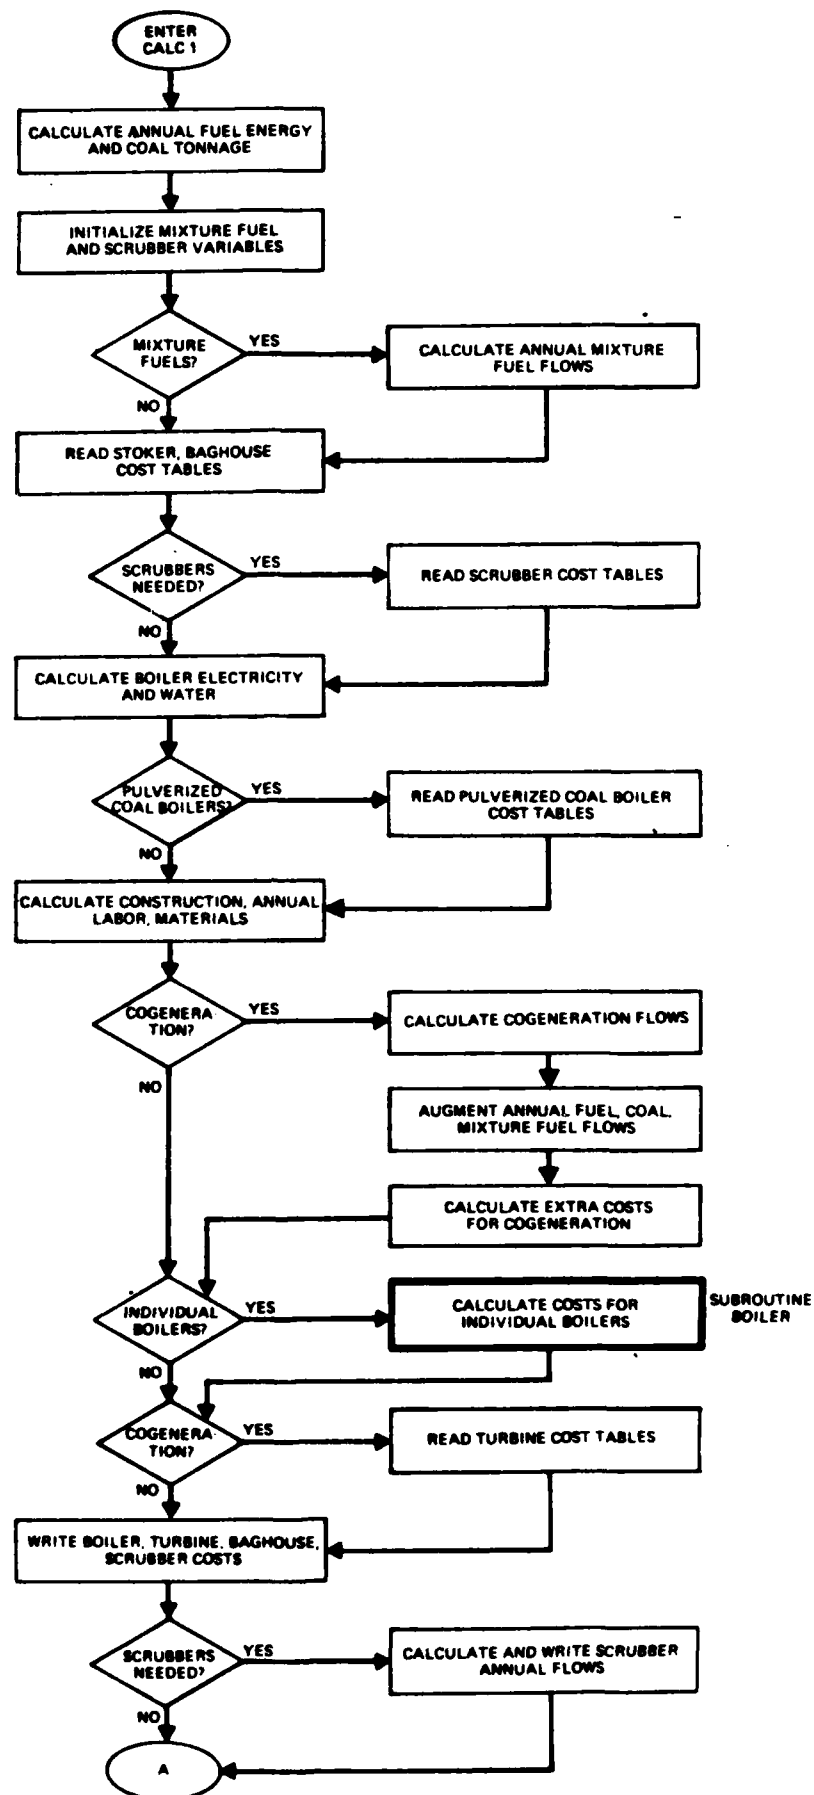 ENTER
CALC 1
CALCULATE ANNUAL FUEL ENERGY
AND COAL TONNAGE
INITIALIZE MIXTURE FUEL
AND SCRUBBER VARIABLES
MIXTURE
FUELS?
YES
CALCULATE ANNUAL MIXTURE
FUEL FLOWS
NO
READ STOKER, BAGHOUSE
COST TABLES
SCRUBBERS
NEEDED?
YES
READ SCRUBBER COST TABLES
NO
CALCULATE BOILER ELECTRICITY
AND WATER
PULVERIZED
COAL BOILERS?
YES
READ PULVERIZED COAL BOILER
COST TABLES
NO
CALCULATE CONSTRUCTION, ANNUAL
LABOR, MATERIALS
COGENERA
TION?
YES
CALCULATE COGENERATION FLOWS
NO
AUGMENT ANNUAL FUEL, COAL,
MIXTURE FUEL FLOWS
CALCULATE EXTRA COSTS
FOR COGENERATION
INDIVIDUAL
BOILERS?
YES
CALCULATE COSTS FOR
INDIVIDUAL BOILERS
SUBROUTINE
BOILER
NO
COGENERA
TION?
YES
READ TURBINE COST TABLES
NO
WRITE BOILER, TURBINE, BAGHOUSE,
SCRUBBER COSTS
SCRUBBERS
NEEDED?
YES
CALCULATE AND WRITE SCRUBBER
ANNUAL FLOWS
NO
A